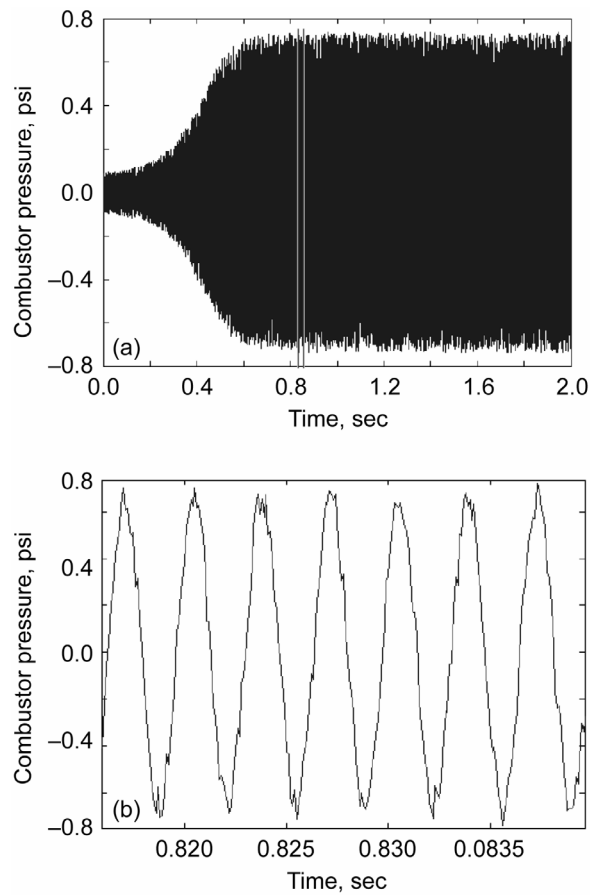 0.8
0.4
0.0
–0.4
–0.8
Combustor pressure, psi
(a)
0.0 0.4 0.8 1.2 1.6 2.0
Time, sec
0.8
0.4
0.0
–0.4
–0.8
Combustor pressure, psi
(b)
0.820 0.825 0.830 0.0835
Time, sec